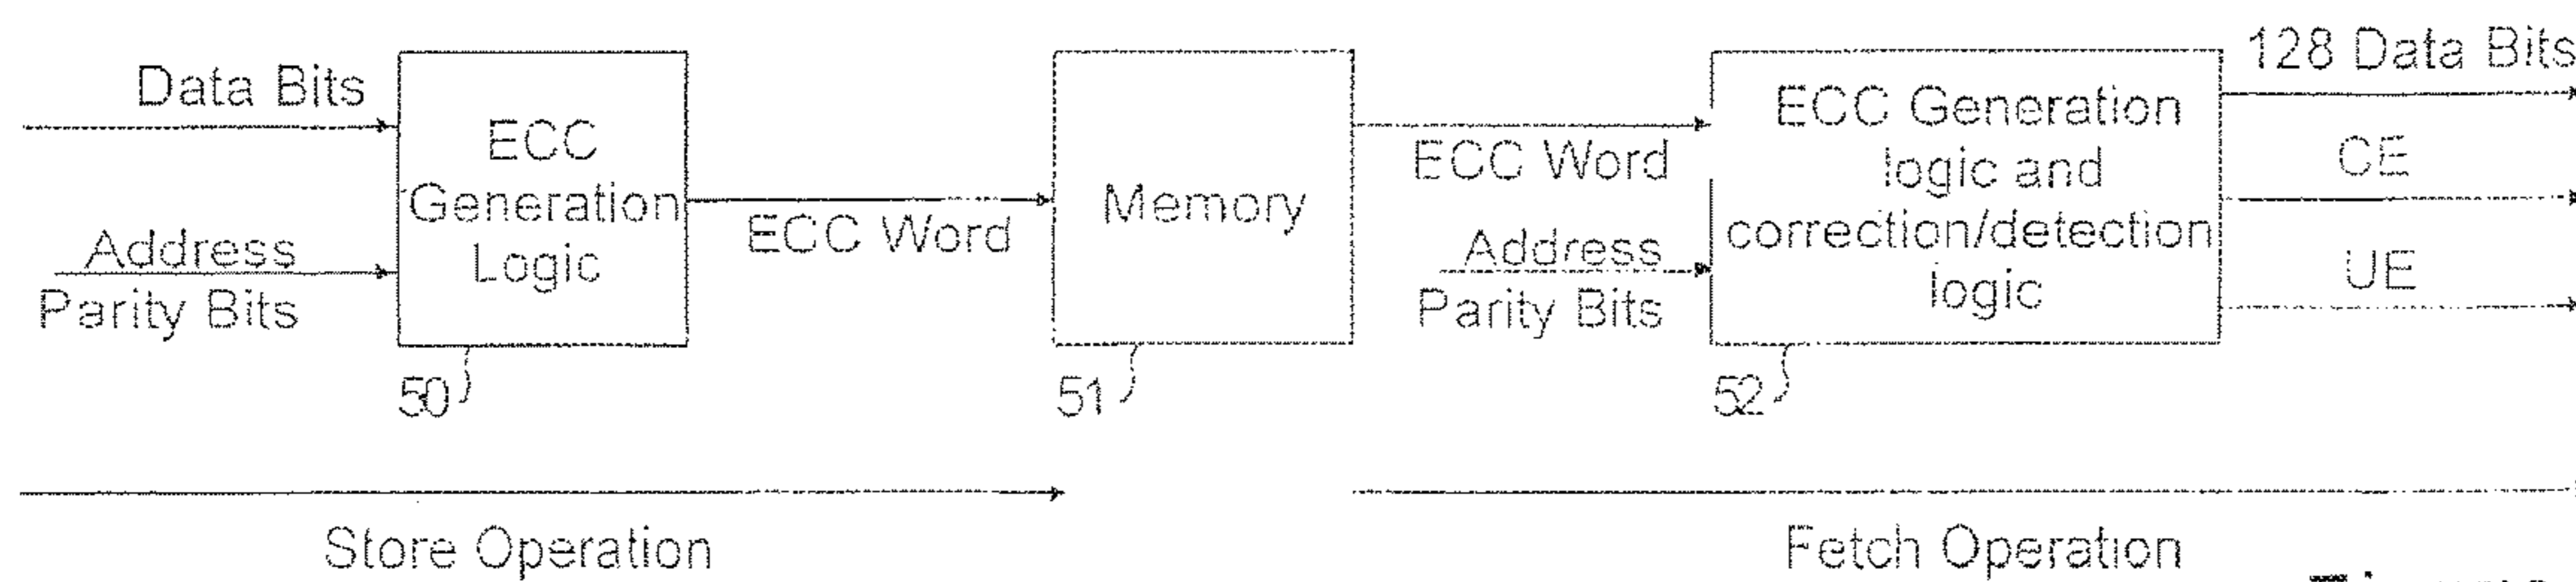 Data Bits
Address
Parity Bits
ECC
Generation
Logic
50
ECC Word
Memory
51
ECC Word
Address
Parity Bits
ECC Generation
logic and
correction/detection
logic
52
128 Data Bits
CE
UE
Store Operation
Fetch Operation